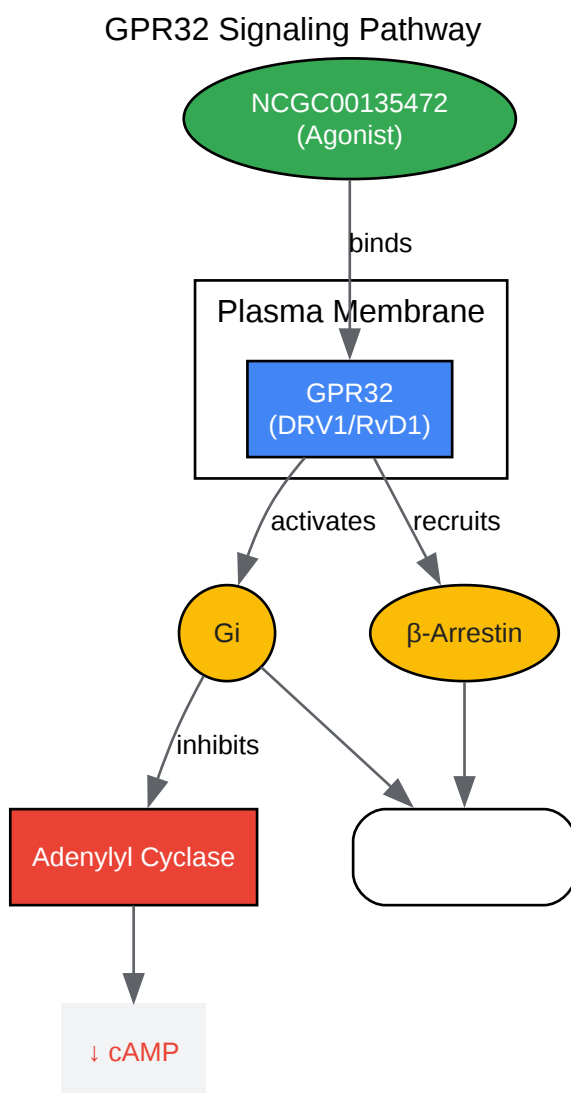 GPR32 Signaling Pathway
NCGC00135472
(Agonist)
binds
Plasma Membrane
GPR32
(DRV1/RvD1)
activates
recruits
Gi
β-Arrestin
inhibits
Adenylyl Cyclase
↓ cAMP